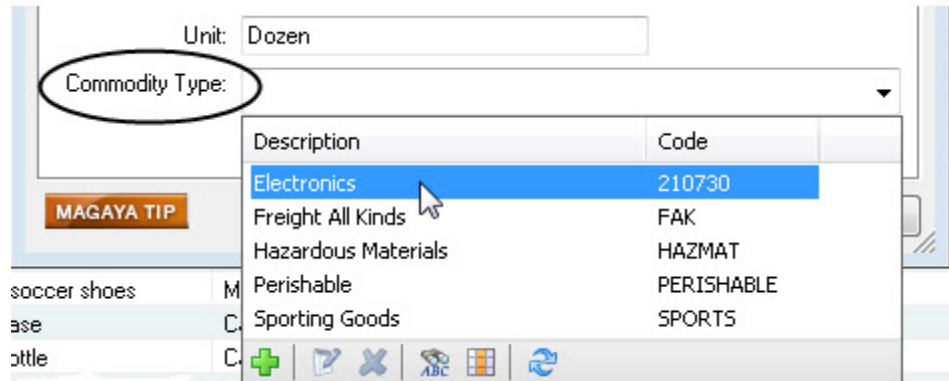 Unit: Dozen
Commodity Type:
Description Code
Electronics 210730
MAGAYA TIP
Freight All Kinds FAK
Hazardous Materials HAZMAT
soccer shoes M
Perishable PERISHABLE
ase C
Sporting Goods SPORTS
ottle C
ABC